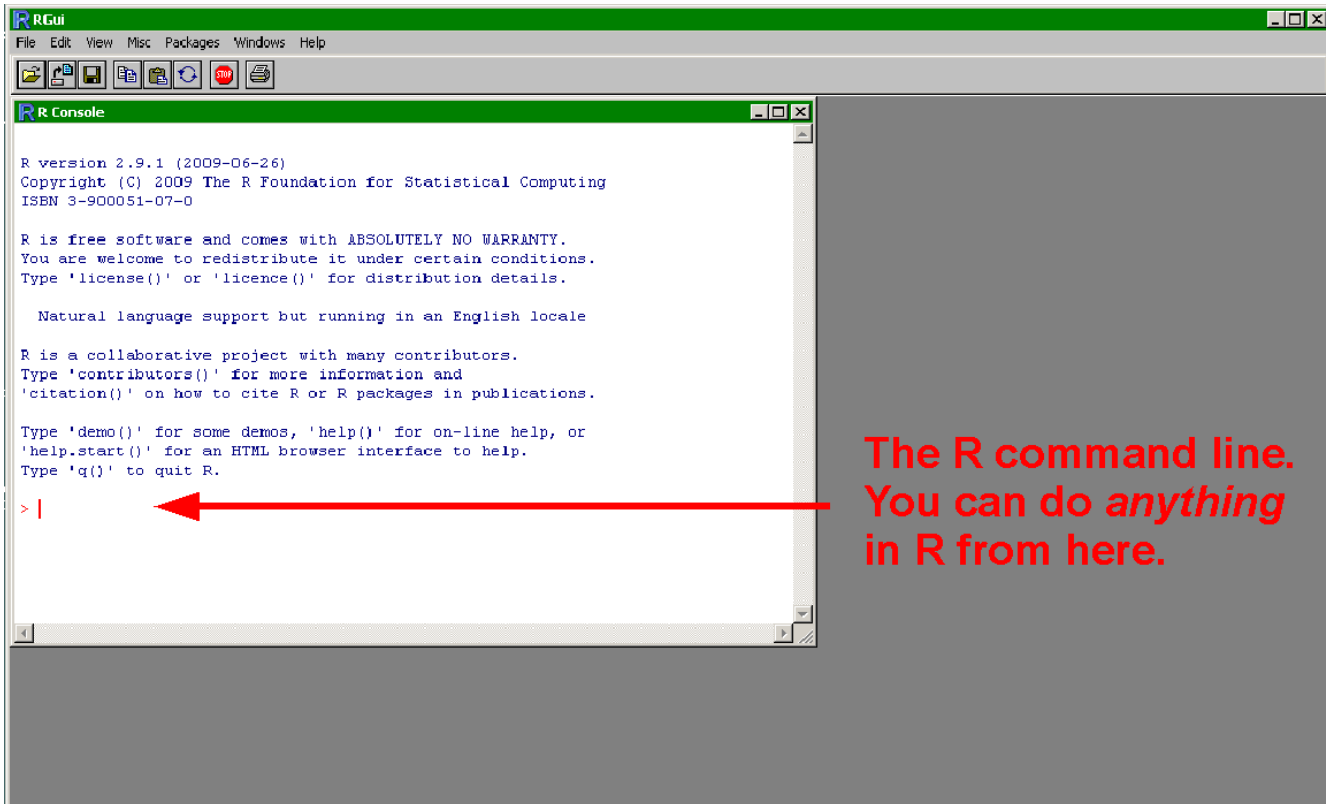 RGui
File Edit View Misc Packages Windows Help
STOP
R Console
R version 2.9.1 (2009-06-26)
Copyright (C) 2009 The R Foundation for Statistical Computing
ISBN 3-900051-07-0
R is free software and comes with ABSOLUTELY NO WARRANTY.
You are welcome to redistribute it under certain conditions.
Type 'license()' or 'licence()' for distribution details.
Natural language support but running in an English locale
R is a collaborative project with many contributors.
Type 'contributors()' for more information and
'citation()' on how to cite R or R packages in publications.
Type 'demo()' for some demos, 'help()' for on-line help, or
'help.start()' for an HTML browser interface to help.
Type 'q()' to quit R.
>
The R command line.
You can do anything
in R from here.